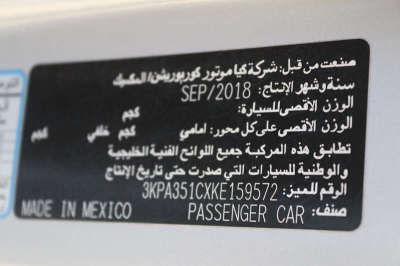 صنعت من قبل: شركة كيا موتور كوربوريشن/المكسيك
سنة وشهر الإنتاج: SEP/2018
الوزن الأقصى للسيارة: كجم
الوزن الأقصى على كل محور: أمامي كجم خلفي كجم
تطابق هذه المركبة جميع اللوائح الفنية الخليجية
والوطنية للسيارات التي صدرت حتى تاريخ الإنتاج
الرقم المميز: 3KPA351CXKE159572
صنف: PASSENGER CAR MADE IN MEXICO